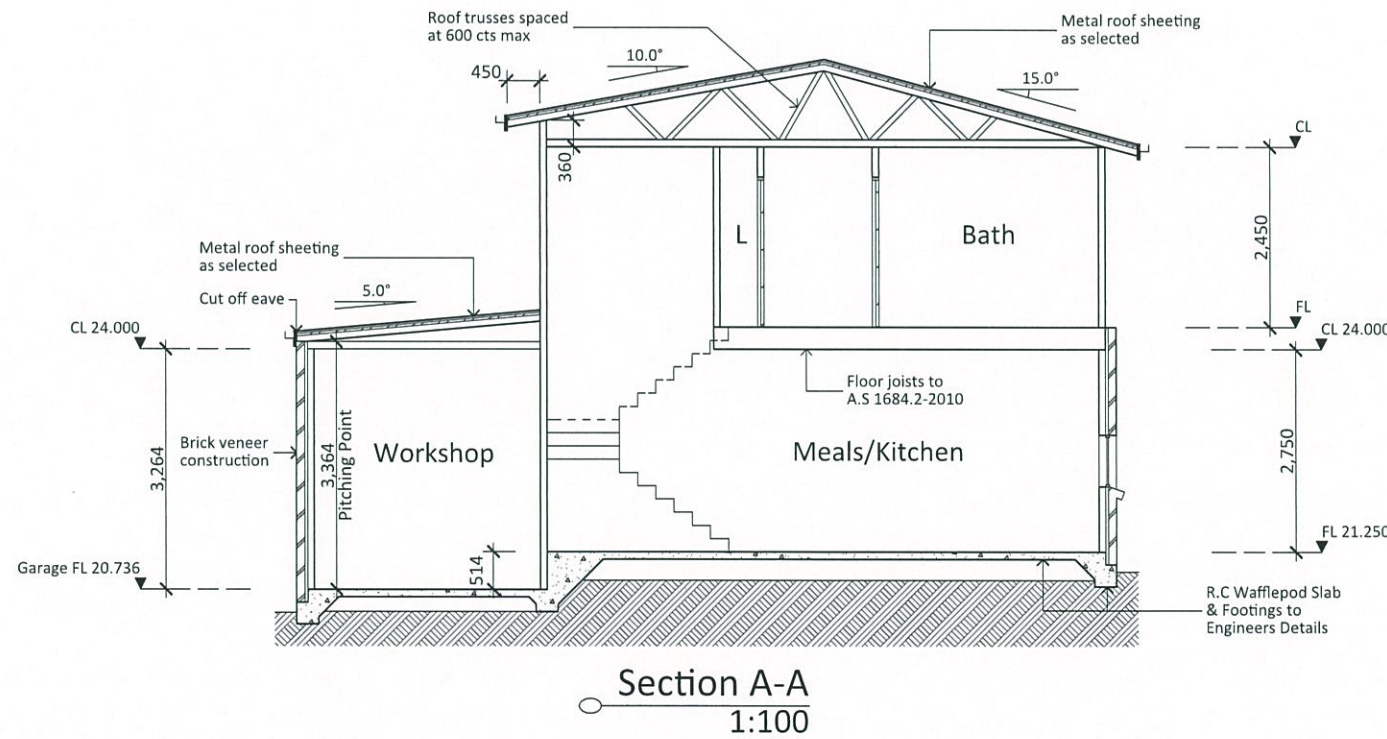 Roof trusses spaced
at 600 cts max
Metal roof sheeting
as selected
450
10.0°
15.0°
CL
360
2,450
L
Bath
Metal roof sheeting
as selected
Cut off eave
5.0°
CL 24.000
FL
CL 24.000
Floor joists to
A.S 1684.2-2010
Brick veneer
construction
3,264
3,364
Pitching Point
Workshop
Meals/Kitchen
2,750
514
Garage FL 20.736
FL 21.250
R.C Wafflepod Slab
& Footings to
Engineers Details
Section A-A
1:100